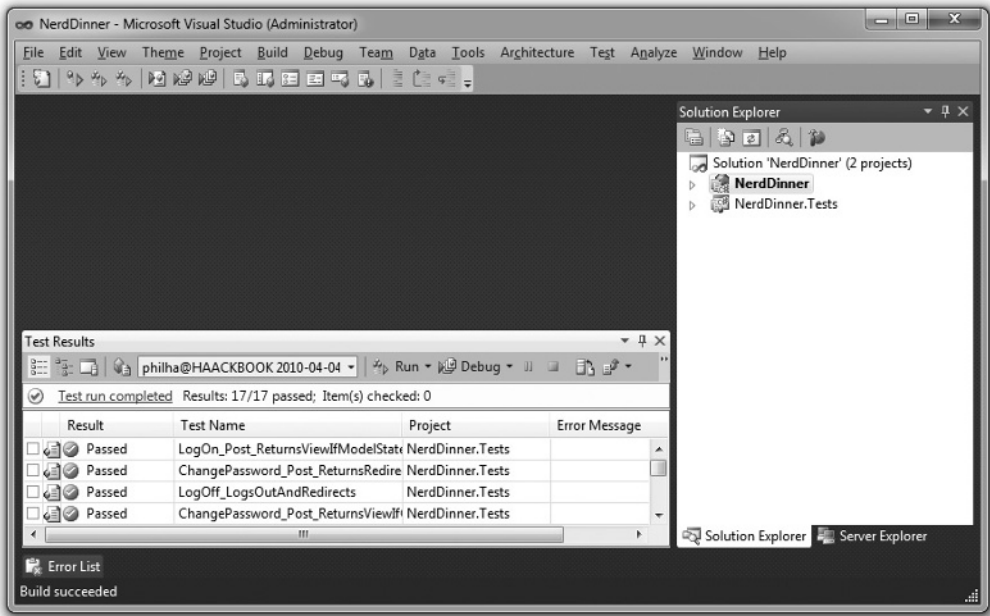 NerdDinner - Microsoft Visual Studio (Administrator)
File Edit View Theme Project Build Debug Team Data Tools Architecture Test Analyze Window Help
Solution Explorer
Solution 'NerdDinner' (2 projects)
NerdDinner
NerdDinner.Tests
Test Results
philha@HAACKBOOK 2010-04-04 Run Debug
Test run completed Results: 17/17 passed; Item(s) checked: 0
Result Test Name Project Error Message
Passed LogOn_Post_ReturnsViewIfModelState NerdDinner.Tests
Passed ChangePassword_Post_ReturnsRedire NerdDinner.Tests
Passed LogOff_LogsOutAndRedirects NerdDinner.Tests
Passed ChangePassword_Post_ReturnsViewIf NerdDinner.Tests
Solution Explorer Server Explorer
Error List
Build succeeded